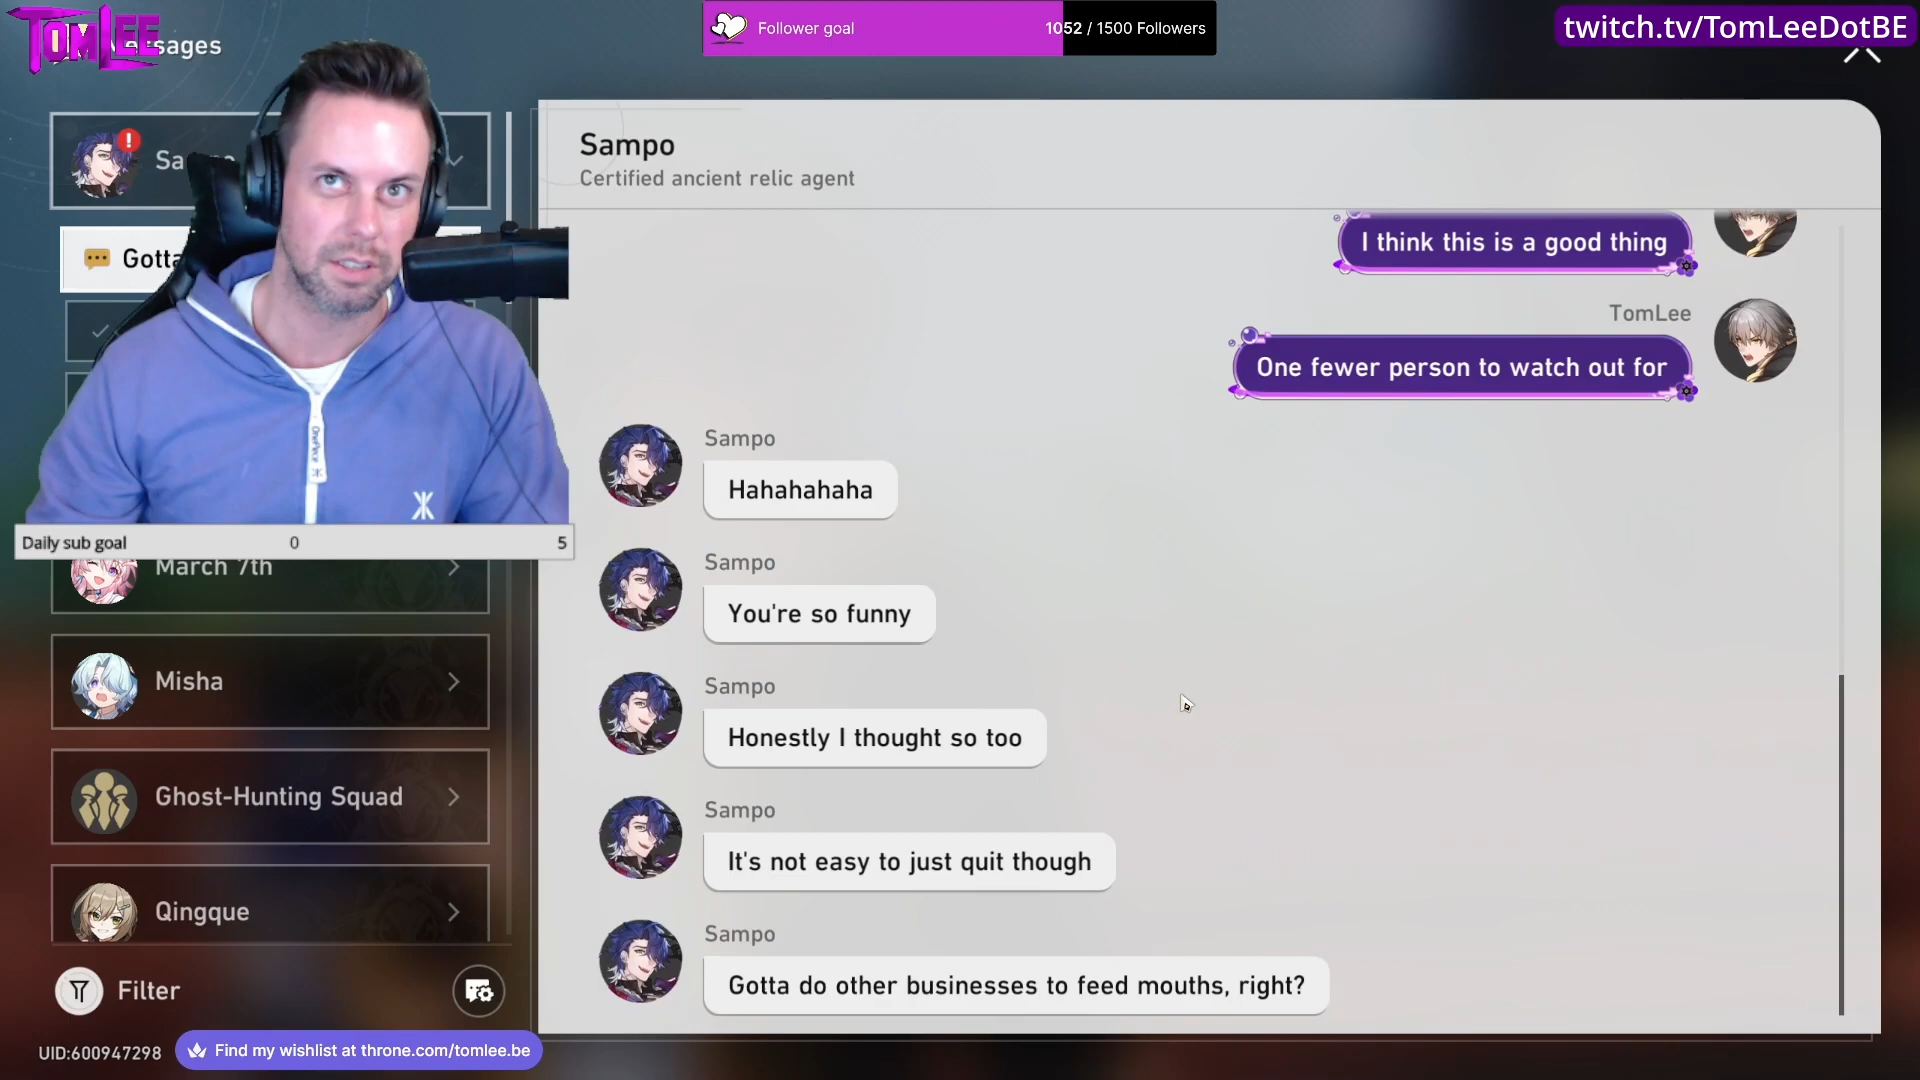 TOMLEE
Follower goal
1052 / 1500 Followers
twitch.tv/TomLeeDotBE
Sampo
Certified ancient relic agent
I think this is a good thing
TomLee
One fewer person to watch out for
Sampo
Hahahahaha
Sampo
You're so funny
Sampo
Honestly I thought so too
Sampo
It's not easy to just quit though
Sampo
Gotta do other businesses to feed mouths, right?
Gotta
OnePiece
Daily sub goal 0 5
March 7th
Misha
Ghost-Hunting Squad
Qingque
Filter
UID:600947298
Find my wishlist at throne.com/tomlee.be